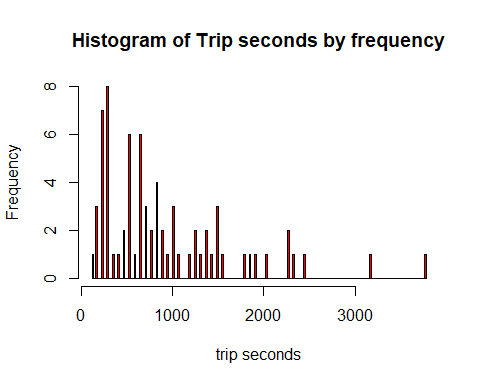 Histogram of Trip seconds by frequency
Frequency
8
6
4
2
0
0 1000 2000 3000
trip seconds